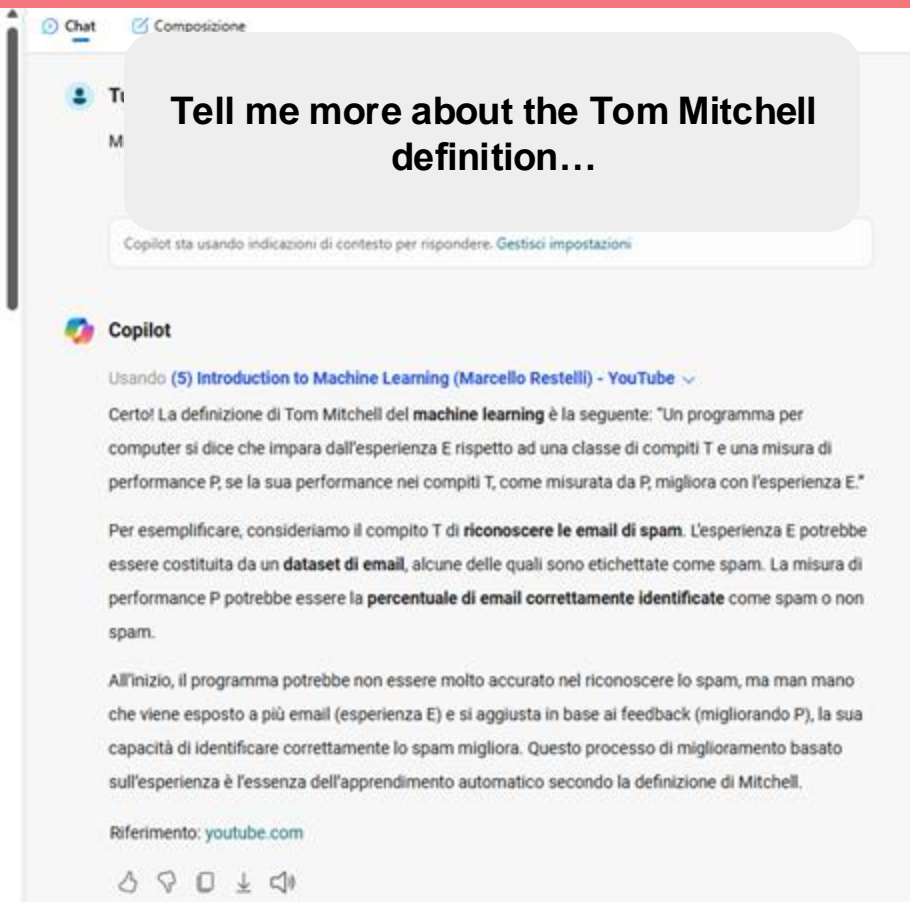 Chat Composizione
Tell me more about the Tom Mitchell
definition…
Copilot sta usando indicazioni di contesto per rispondere. Gestisci impostazioni
Copilot
Usando (5) Introduction to Machine Learning (Marcello Restelli) - YouTube
Certo! La definizione di Tom Mitchell del machine learning è la seguente: "Un programma per
computer si dice che impara dall'esperienza E rispetto ad una classe di compiti T e una misura di
performance P, se la sua performance nei compiti T, come misurata da P, migliora con l'esperienza E."
Per esemplificare, consideriamo il compito T di riconoscere le email di spam. L'esperienza E potrebbe
essere costituita da un dataset di email, alcune delle quali sono etichettate come spam. La misura di
performance P potrebbe essere la percentuale di email correttamente identificate come spam o non
spam.
All'inizio, il programma potrebbe non essere molto accurato nel riconoscere lo spam, ma man mano
che viene esposto a più email (esperienza E) e si aggiusta in base ai feedback (migliorando P), la sua
capacità di identificare correttamente lo spam migliora. Questo processo di miglioramento basato
sull'esperienza è l'essenza dell'apprendimento automatico secondo la definizione di Mitchell.
Riferimento: youtube.com